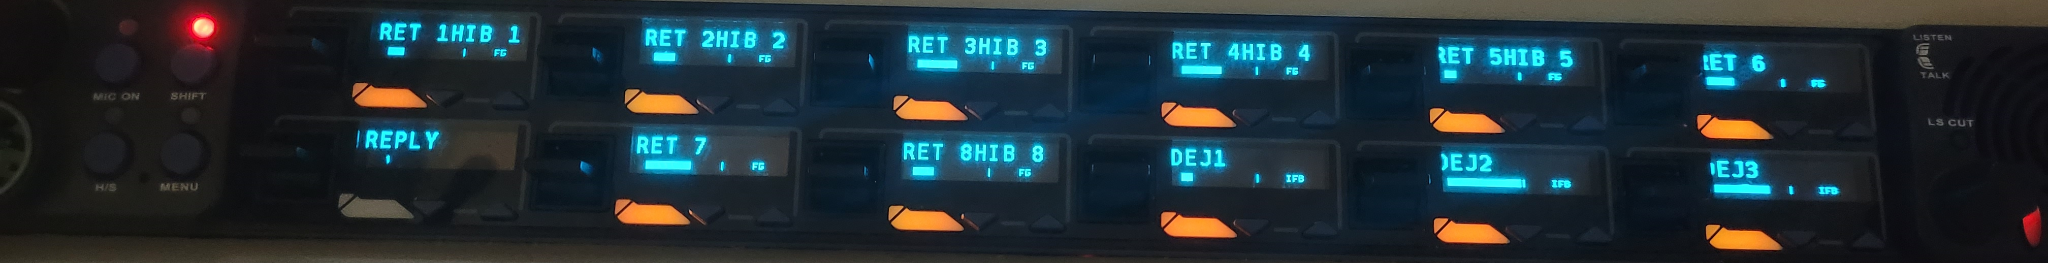 MIC ON
SHIFT
H/S
MENU
RET 1HIB 1
FG
RET 2HIB 2
FG
RET 3HIB 3
FG
RET 4HIB 4
FG
RET 5HIB 5
FG
RET 6
FG
REPLY
RET 7
FG
RET 8HIB 8
FG
DEJ1
IFB
DEJ2
IFB
DEJ3
IFB
LISTEN
TALK
LS CUT